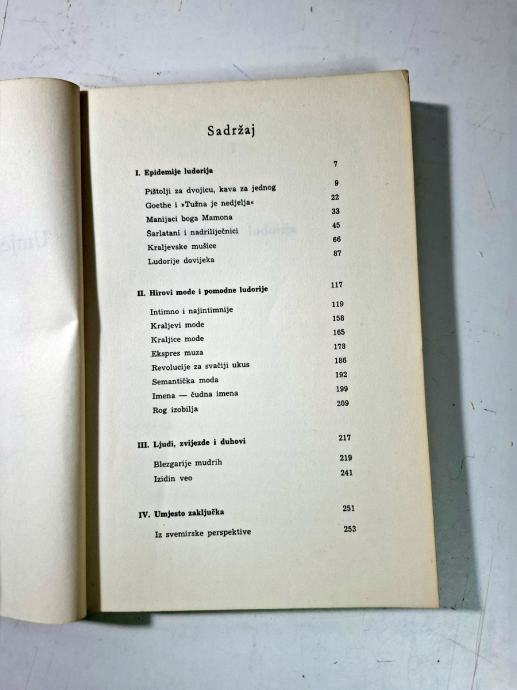 Sadržaj
I. Epidemije ludorija 7
Pištolji za dvojicu, kava za jednog 9
Goethe i »Tužna je nedjelja« 22
Manijaci boga Mamona 33
Šarlatani i nadriliječnici 45
Kraljevske mušice 66
Ludorije dovijeka 87
II. Hirovi mode i pomodne ludorije 117
Intimno i najintimnije 119
Kraljevi mode 158
Kraljice mode 165
Ekspres muza 178
Revolucije za svačiji ukus 186
Semantička moda 192
Imena — čudna imena 199
Rog izobilja 209
III. Ljudi, zvijezde i duhovi 217
Blezgarije mudrih 219
Izidin veo 241
IV. Umjesto zaključka 251
Iz svemirske perspektive 253